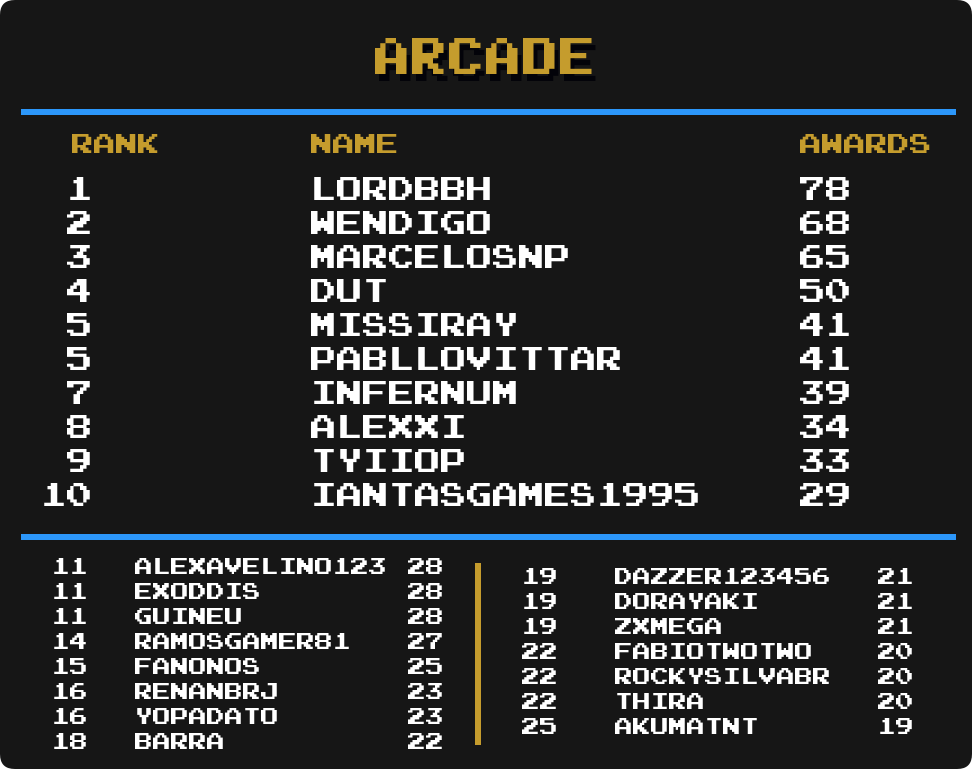 ARCADE
RANK NAME AWARDS
1 LORDBBH 78
2 WENDIGO 68
3 MARCELOSNP 65
4 DUT 50
5 MISSIRAY 41
5 PABLLOVITTAR 41
7 INFERNUM 39
8 ALEXXI 34
9 TYIIOP 33
10 IANTASGAMES1995 29
11 ALEXAVELINO123 28
11 EXODDIS 28
11 GUINEU 28
14 RAMOSGAMER81 27
15 FANONOS 25
16 RENANBRJ 23
16 YOPADATO 23
18 BARRA 22
19 DAZZER123456 21
19 DORAYAKI 21
19 ZXMEGA 21
22 FABIOTWOTWO 20
22 ROCKYSILVABR 20
22 THIRA 20
25 AKUMATNT 19